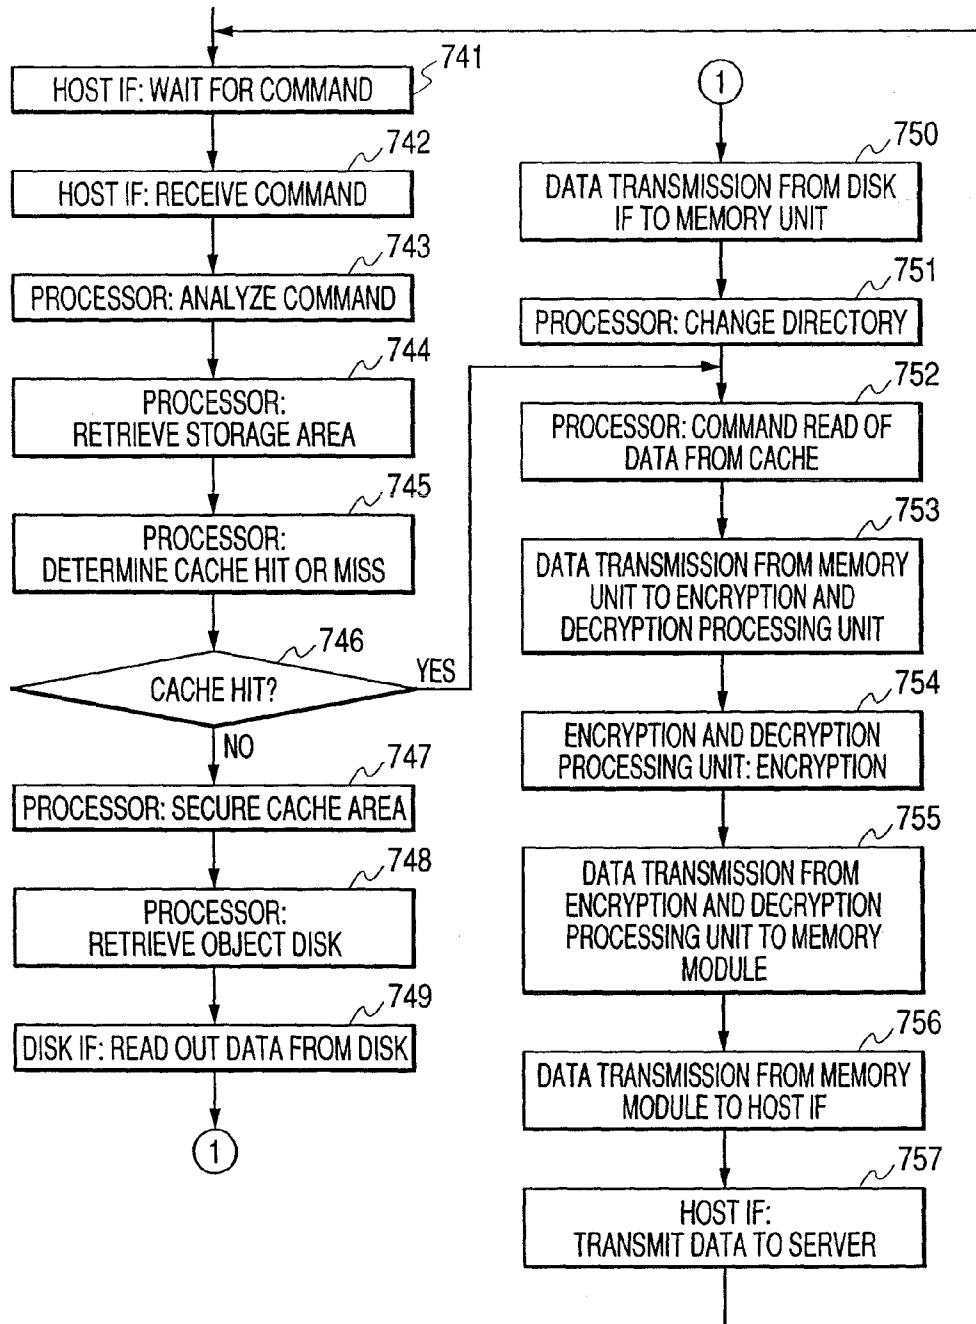 741
HOST IF: WAIT FOR COMMAND
742
HOST IF: RECEIVE COMMAND
743
PROCESSOR: ANALYZE COMMAND
744
PROCESSOR:
RETRIEVE STORAGE AREA
745
PROCESSOR:
DETERMINE CACHE HIT OR MISS
746
CACHE HIT?
YES
NO
747
PROCESSOR: SECURE CACHE AREA
748
PROCESSOR:
RETRIEVE OBJECT DISK
749
DISK IF: READ OUT DATA FROM DISK
1
1
750
DATA TRANSMISSION FROM DISK
IF TO MEMORY UNIT
751
PROCESSOR: CHANGE DIRECTORY
752
PROCESSOR: COMMAND READ OF
DATA FROM CACHE
753
DATA TRANSMISSION FROM MEMORY
UNIT TO ENCRYPTION AND
DECRYPTION PROCESSING UNIT
754
ENCRYPTION AND DECRYPTION
PROCESSING UNIT: ENCRYPTION
755
DATA TRANSMISSION FROM
ENCRYPTION AND DECRYPTION
PROCESSING UNIT TO MEMORY
MODULE
756
DATA TRANSMISSION FROM MEMORY
MODULE TO HOST IF
757
HOST IF:
TRANSMIT DATA TO SERVER